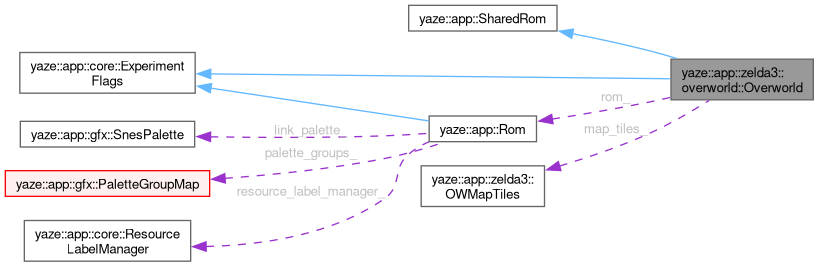 yaze::app::SharedRom
yaze::app::core::Experiment
Flags
yaze::app::zelda3::
overworld::Overworld
rom_
yaze::app::gfx::SnesPalette
link_palette_
yaze::app::Rom
map_tiles_
palette_groups_
yaze::app::gfx::PaletteGroupMap
resource_label_manager_
yaze::app::zelda3::
OWMapTiles
yaze::app::core::Resource
LabelManager